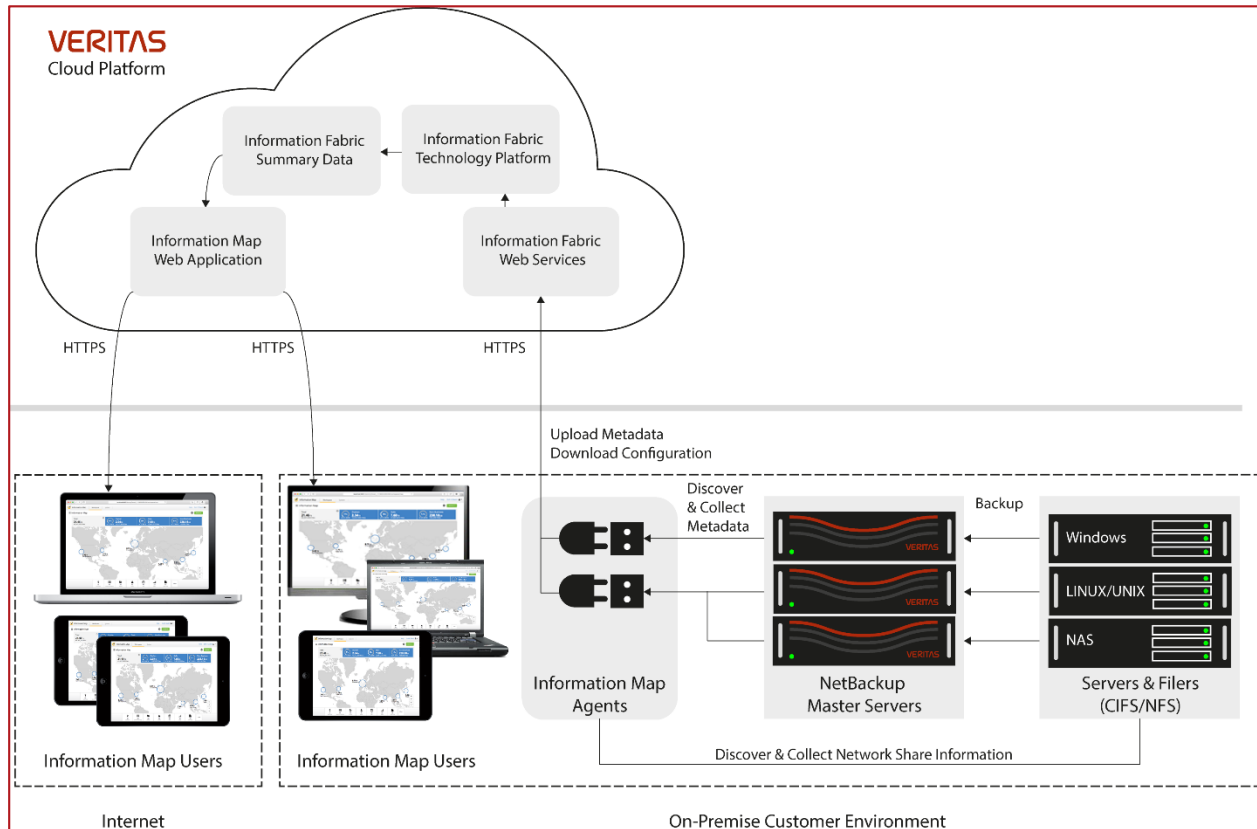 VERITAS
Cloud Platform
Information Fabric
Summary Data
Information Fabric
Technology Platform
Information Map
Web Application
Information Fabric
Web Services
HTTPS
HTTPS
HTTPS
Upload Metadata
Download Configuration
Discover
& Collect
Metadata
Backup
VERITAS
VERITAS
VERITAS
Windows
LINUX/UNIX
NAS
Information Map
Agents
NetBackup
Master Servers
Servers & Filers
(CIFS/NFS)
Discover & Collect Network Share Information
Information Map Users
Information Map Users
Internet
On-Premise Customer Environment